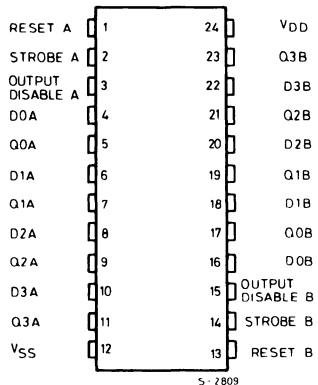 RESET A 1 24 VDD
STROBE A 2 23 Q3B
OUTPUT DISABLE A 3 22 D3B
D0A 4 21 Q2B
Q0A 5 20 D2B
D1A 6 19 Q1B
Q1A 7 18 D1B
D2A 8 17 Q0B
Q2A 9 16 D0B
D3A 10 15 OUTPUT DISABLE B
Q3A 11 14 STROBE B
VSS 12 13 RESET B
S-2809